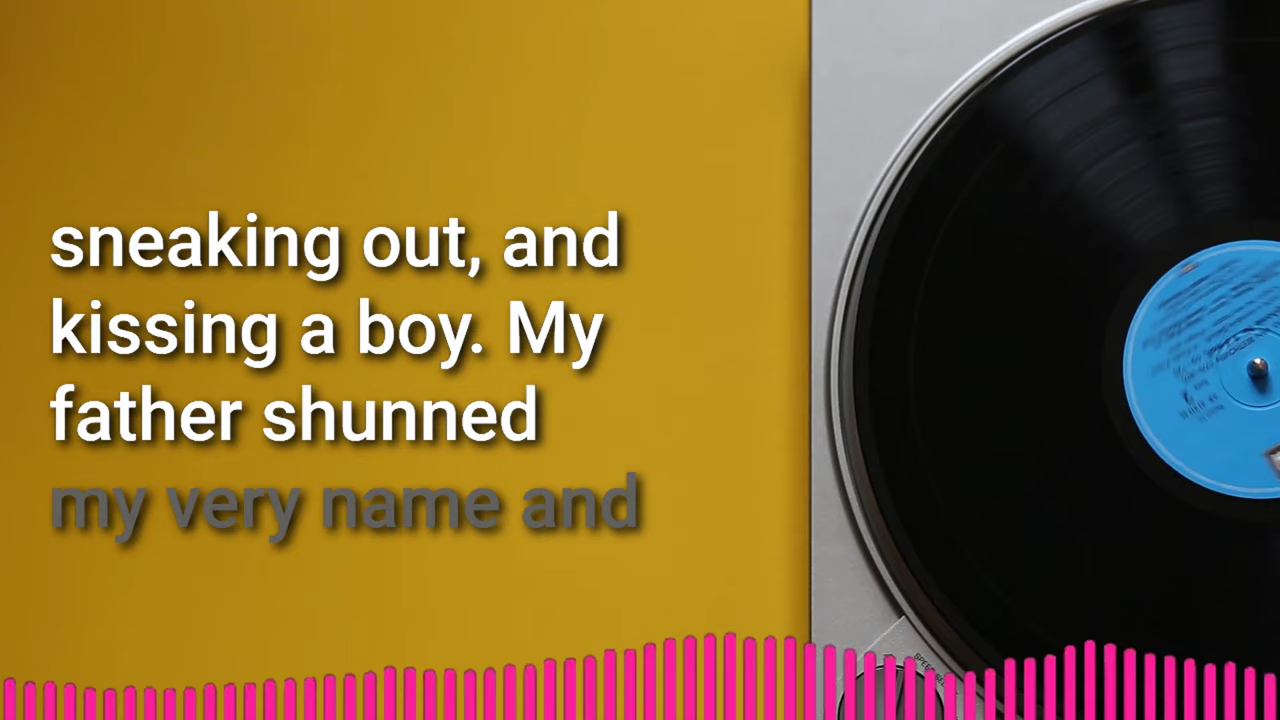 sneaking out, and
kissing a boy. My
father shunned
my very name and